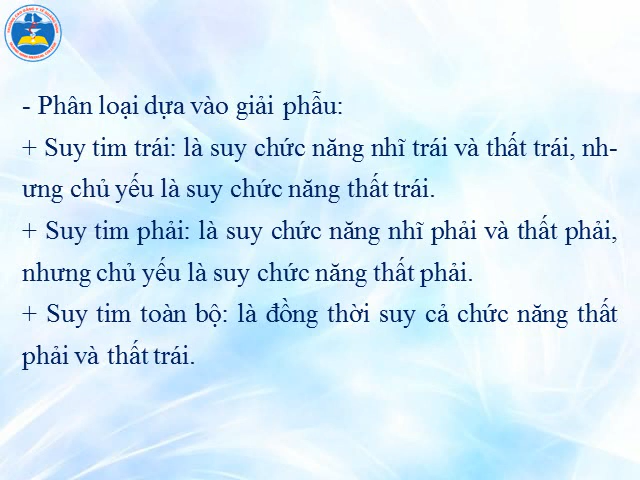 - Phân loại dựa vào giải phẫu:
+ Suy tim trái: là suy chức năng nhĩ trái và thất trái, nh-
ưng chủ yếu là suy chức năng thất trái.
+ Suy tim phải: là suy chức năng nhĩ phải và thất phải,
nhưng chủ yếu là suy chức năng thất phải.
+ Suy tim toàn bộ: là đồng thời suy cả chức năng thất
phải và thất trái.